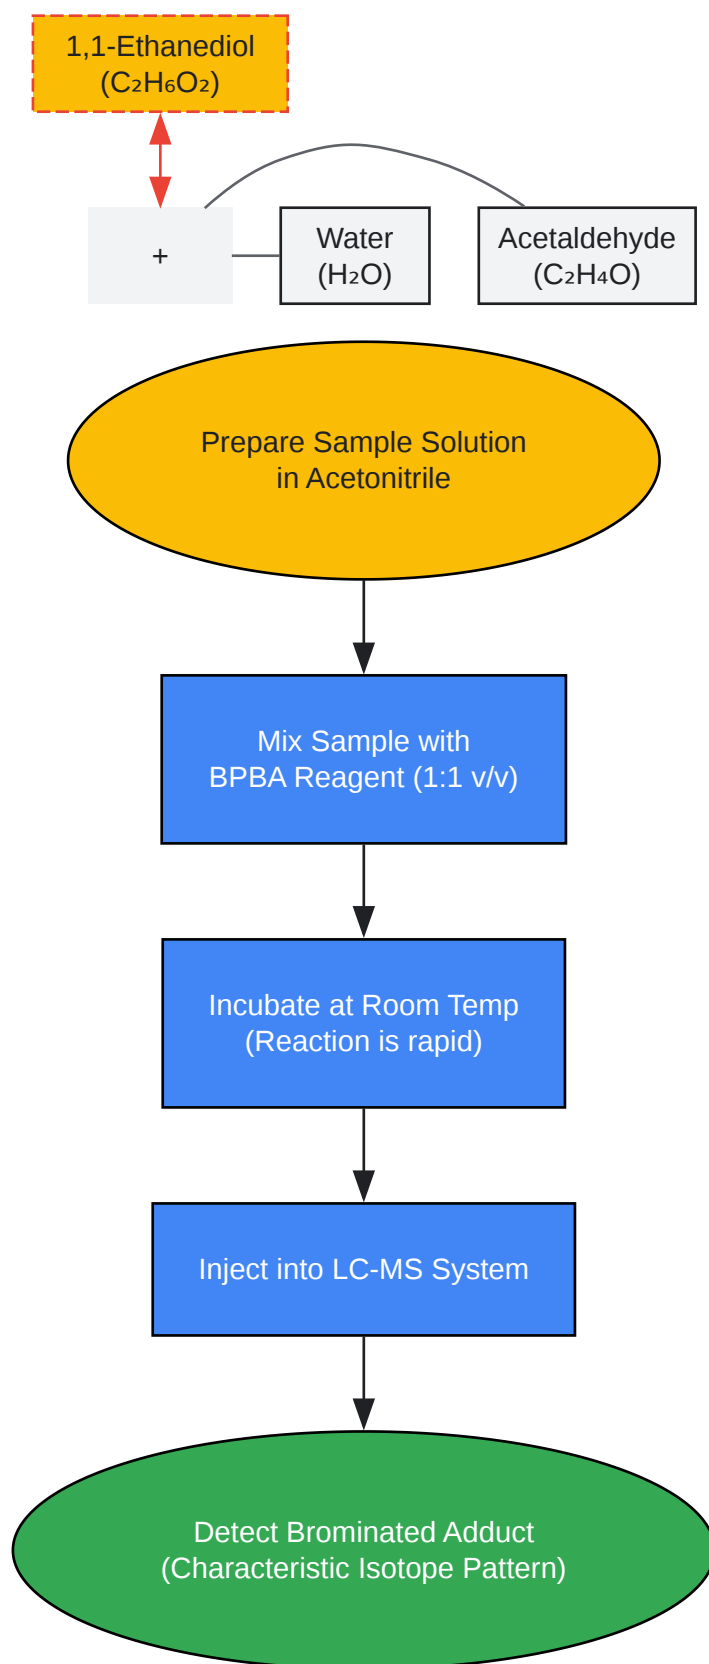 1,1-Ethanediol
(C₂H₆O₂)
+
Water
(H₂O)
Acetaldehyde
(C₂H₄O)
Prepare Sample Solution
in Acetonitrile
Mix Sample with
BPBA Reagent (1:1 v/v)
Incubate at Room Temp
(Reaction is rapid)
Inject into LC-MS System
Detect Brominated Adduct
(Characteristic Isotope Pattern)